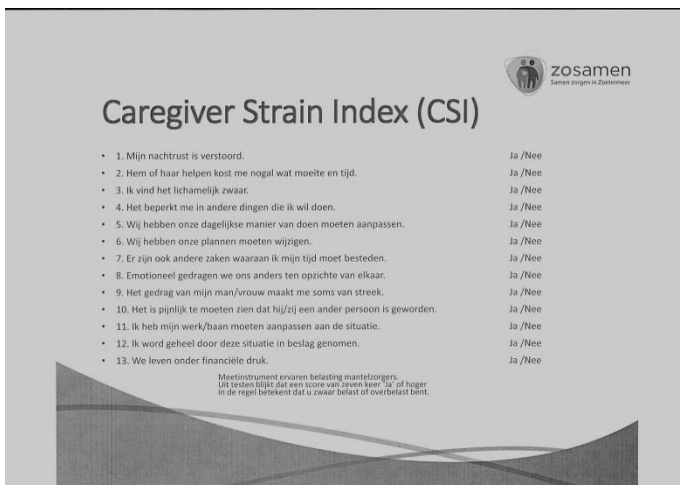 zosamen
Samen zorgen in Zoetermeer
Caregiver Strain Index (CSI)
• 1. Mijn nachtrust is verstoord. Ja /Nee
• 2. Hem of haar helpen kost me nogal wat moeite en tijd. Ja /Nee
• 3. Ik vind het lichamelijk zwaar. Ja /Nee
• 4. Het beperkt me in andere dingen die ik wil doen. Ja /Nee
• 5. Wij hebben onze dagelijkse manier van doen moeten aanpassen. Ja /Nee
• 6. Wij hebben onze plannen moeten wijzigen. Ja /Nee
• 7. Er zijn ook andere zaken waaraan ik mijn tijd moet besteden. Ja /Nee
• 8. Emotioneel gedragen we ons anders ten opzichte van elkaar. Ja /Nee
• 9. Het gedrag van mijn man/vrouw maakt me soms van streek. Ja /Nee
• 10. Het is pijnlijk te moeten zien dat hij/zij een ander persoon is geworden. Ja /Nee
• 11. Ik heb mijn werk/baan moeten aanpassen aan de situatie. Ja /Nee
• 12. Ik word geheel door deze situatie in beslag genomen. Ja /Nee
• 13. We leven onder financiële druk. Ja /Nee
Meetinstrument ervaren belasting mantelzorgers.
Uit testen blijkt dat een score van zeven keer 'Ja' of hoger
in de regel betekent dat u zwaar belast of overbelast bent.